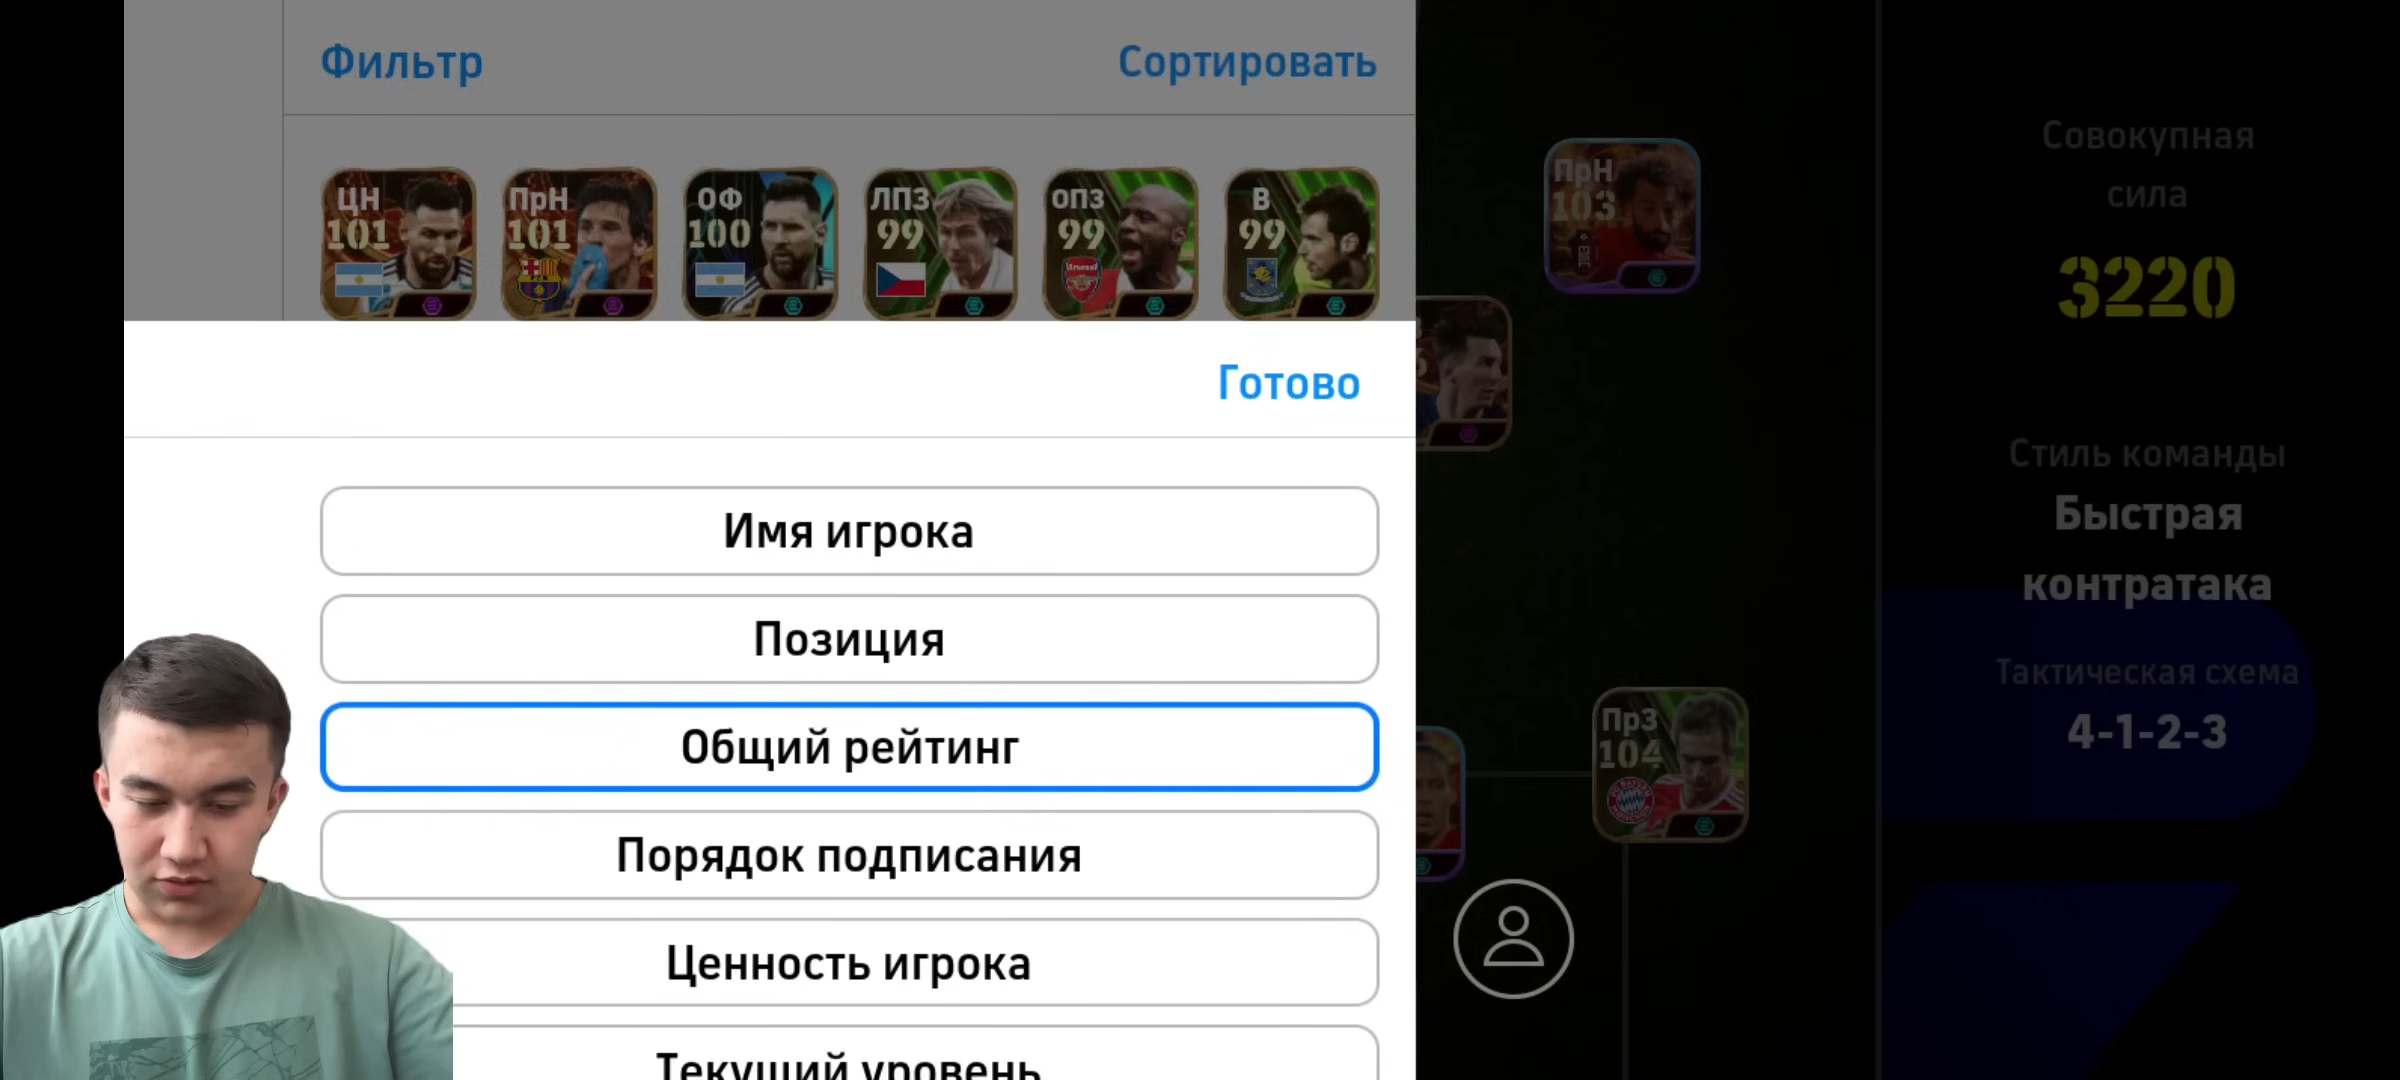 Фильтр
Сортировать
ЦН
101
ПрН
101
ОФ
100
ЛПЗ
99
ОПЗ
99
Arsenal
В
99
Готово
Имя игрока
Позиция
Общий рейтинг
Порядок подписания
Ценность игрока
Текущий уровень
ПрН
103
ПрЗ
104
Совокупная
сила
3220
Стиль команды
Быстрая
контратака
Тактическая схема
4-1-2-3